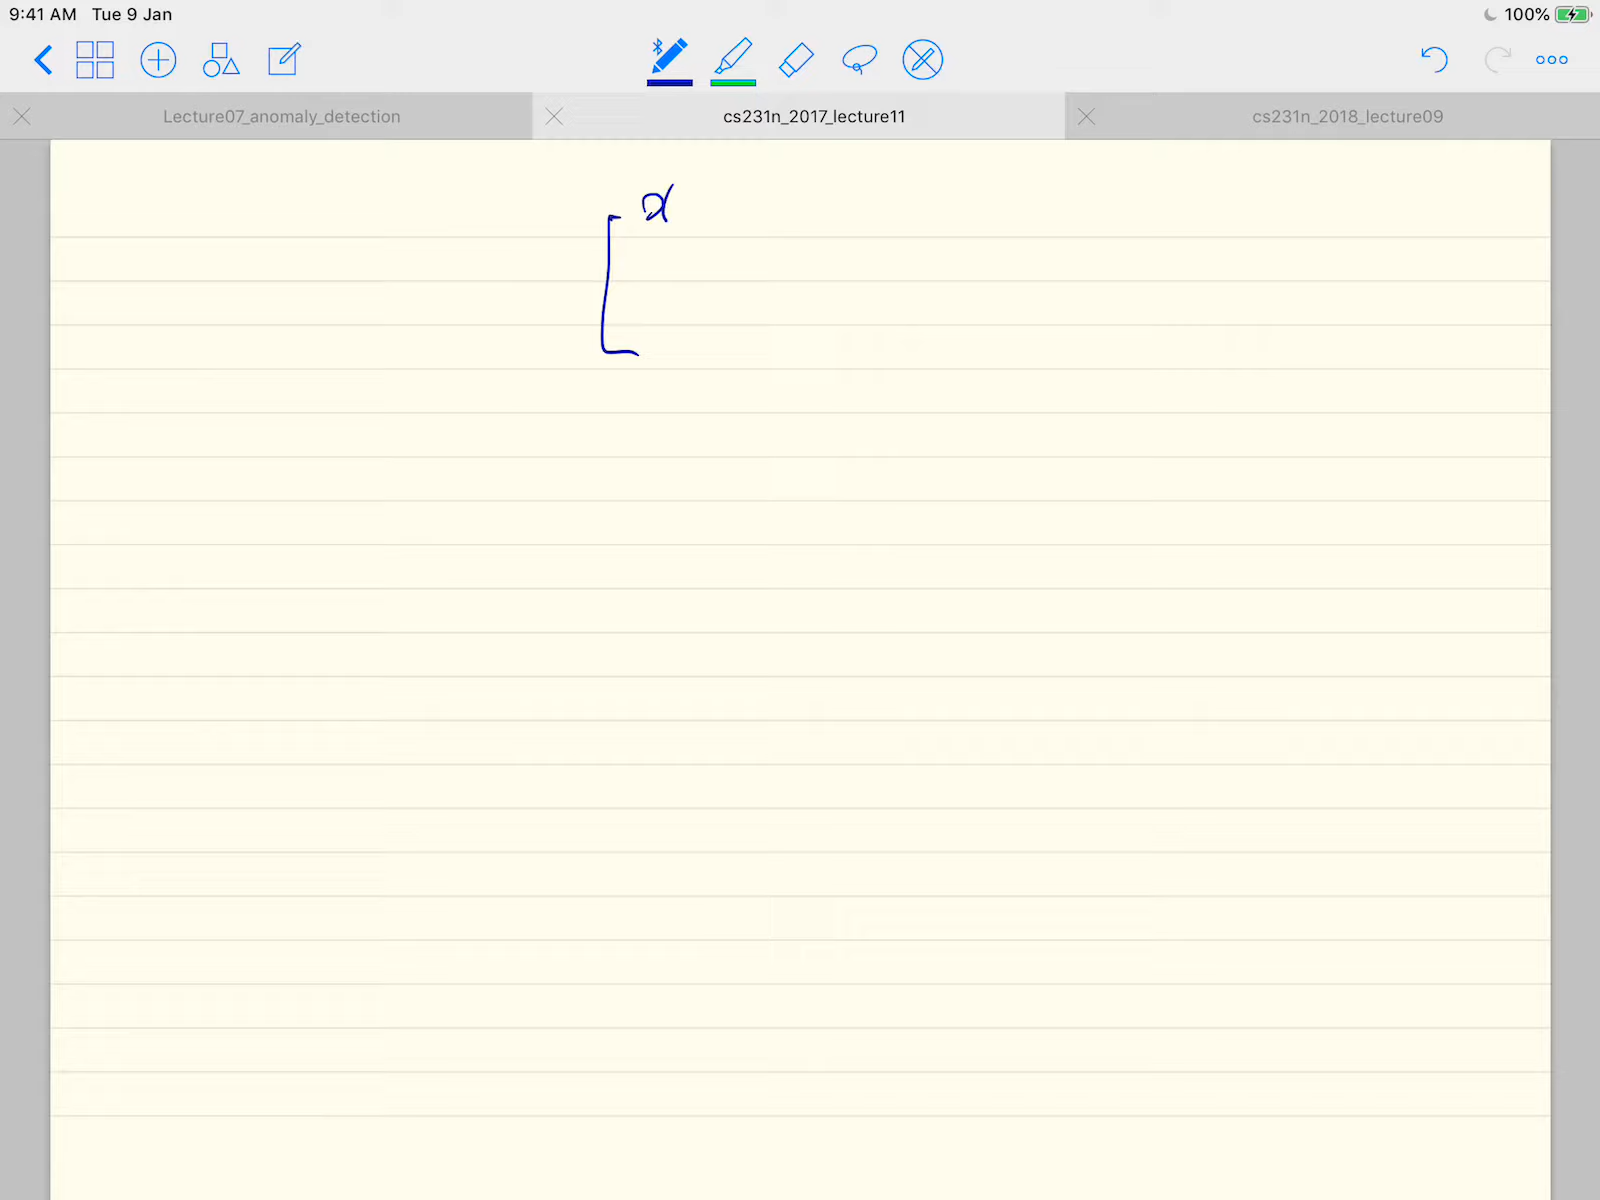 9:41 AM Tue 9 Jan 100%
Lecture07_anomaly_detection cs231n_2017_lecture11 cs231n_2018_lecture09
[ x